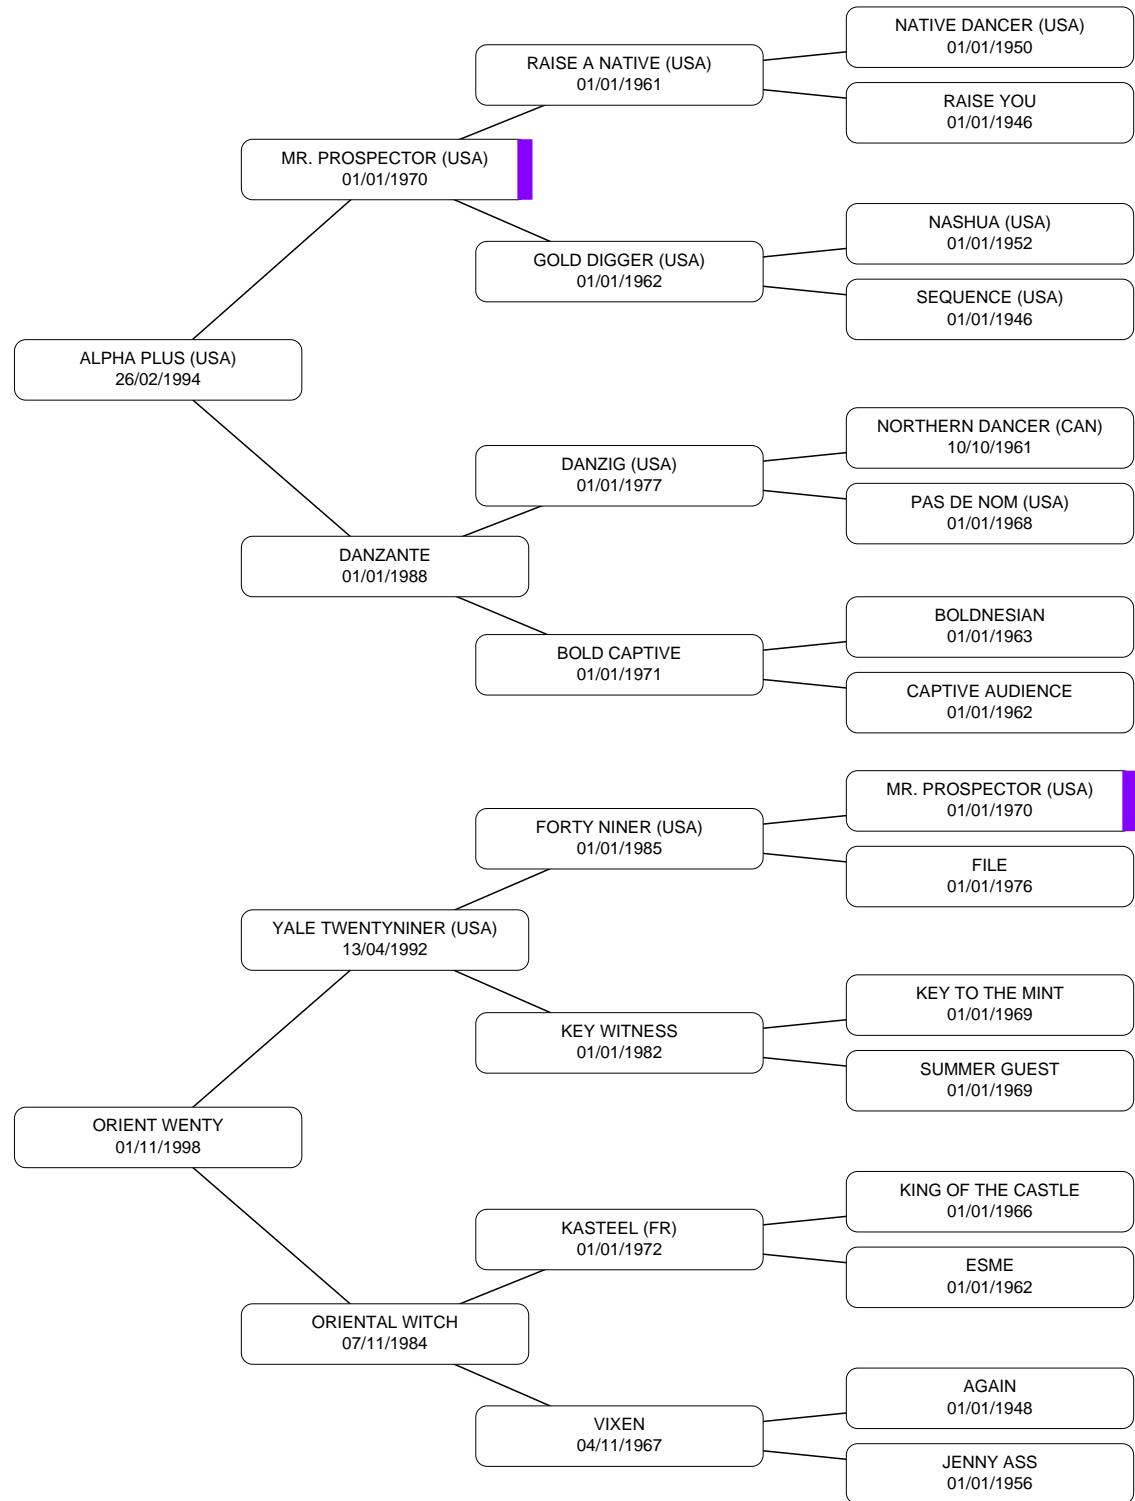 NATIVE DANCER (USA)
01/01/1950
RAISE A NATIVE (USA)
01/01/1961
RAISE YOU
01/01/1946
MR. PROSPECTOR (USA)
01/01/1970
NASHUA (USA)
01/01/1952
GOLD DIGGER (USA)
01/01/1962
SEQUENCE (USA)
01/01/1946
ALPHA PLUS (USA)
26/02/1994
NORTHERN DANCER (CAN)
10/10/1961
DANZIG (USA)
01/01/1977
PAS DE NOM (USA)
01/01/1968
DANZANTE
01/01/1988
BOLDNESIAN
01/01/1963
BOLD CAPTIVE
01/01/1971
CAPTIVE AUDIENCE
01/01/1962
MR. PROSPECTOR (USA)
01/01/1970
FORTY NINER (USA)
01/01/1985
FILE
01/01/1976
YALE TWENTYNINER (USA)
13/04/1992
KEY TO THE MINT
01/01/1969
KEY WITNESS
01/01/1982
SUMMER GUEST
01/01/1969
ORIENT WENTY
01/11/1998
KING OF THE CASTLE
01/01/1966
KASTEEL (FR)
01/01/1972
ESME
01/01/1962
ORIENTAL WITCH
07/11/1984
AGAIN
01/01/1948
VIXEN
04/11/1967
JENNY ASS
01/01/1956